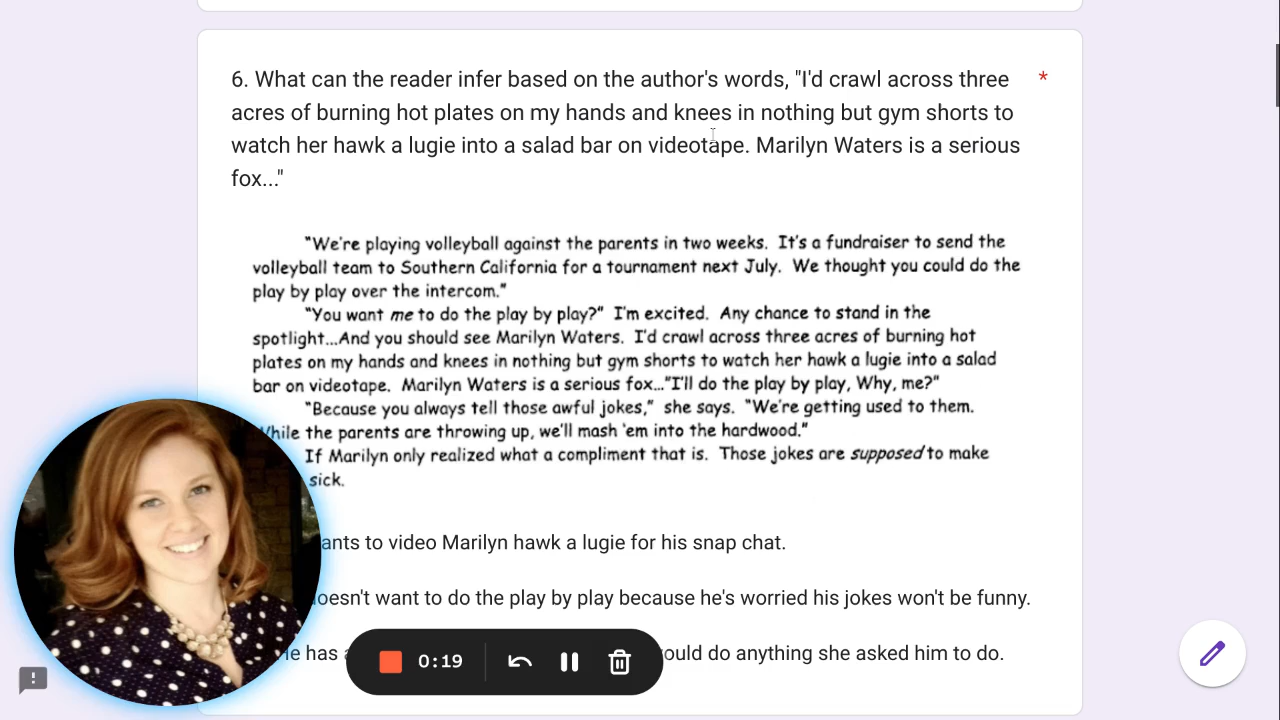 6. What can the reader infer based on the author's words, "I'd crawl across three *
acres of burning hot plates on my hands and knees in nothing but gym shorts to
watch her hawk a lugie into a salad bar on videotape. Marilyn Waters is a serious
fox..."
"We're playing volleyball against the parents in two weeks. It's a fundraiser to send the
volleyball team to Southern California for a tournament next July. We thought you could do the
play by play over the intercom."
"You want me to do the play by play?" I'm excited. Any chance to stand in the
spotlight...And you should see Marilyn Waters. I'd crawl across three acres of burning hot
plates on my hands and knees in nothing but gym shorts to watch her hawk a lugie into a salad
bar on videotape. Marilyn Waters is a serious fox..."I'll do the play by play, Why, me?"
"Because you always tell those awful jokes," she says. "We're getting used to them.
While the parents are throwing up, we'll mash 'em into the hardwood."
If Marilyn only realized what a compliment that is. Those jokes are supposed to make
sick.
to video Marilyn hawk a lugie for his snap chat.
want to do the play by play because he's worried his jokes won't be funny.
has do anything she asked him to do.
0:19
!